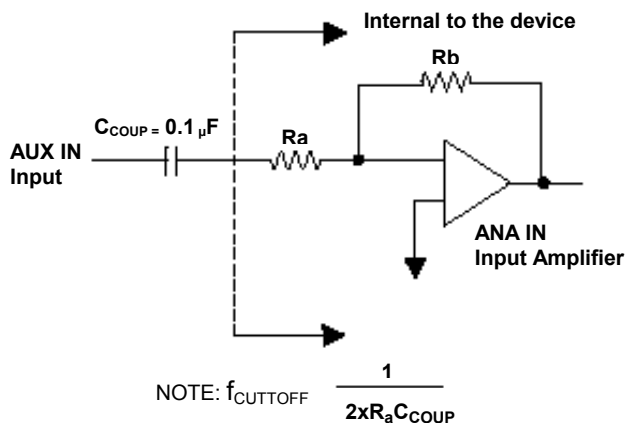 Internal to the device
Rb
CCOUP = 0.1 µF
Ra
AUX IN
Input
ANA IN
Input Amplifier
NOTE: fCUTTOFF 1
2xRaCCOUP